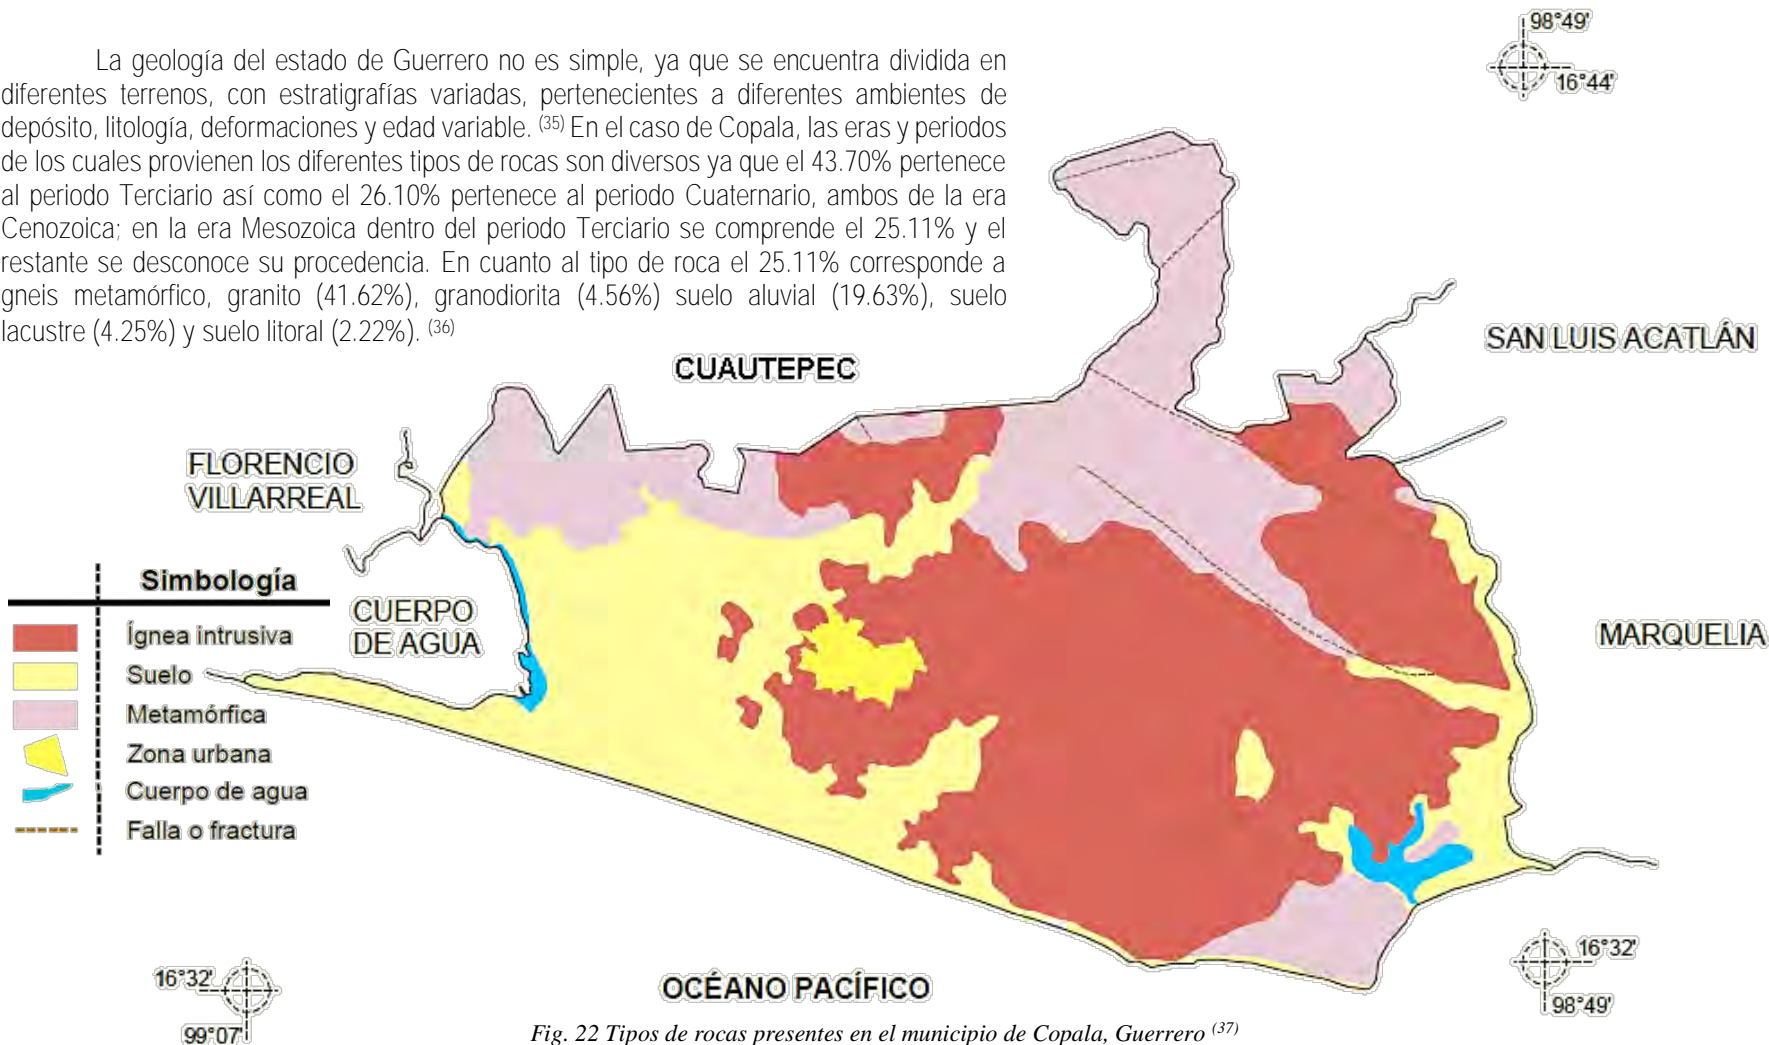 98°49'
16°44'
La geología del estado de Guerrero no es simple, ya que se encuentra dividida en
diferentes terrenos, con estratigrafías variadas, pertenecientes a diferentes ambientes de
depósito, litología, deformaciones y edad variable. (35) En el caso de Copala, las eras y periodos
de los cuales provienen los diferentes tipos de rocas son diversos ya que el 43.70% pertenece
al periodo Terciario así como el 26.10% pertenece al periodo Cuaternario, ambos de la era
Cenozoica; en la era Mesozoica dentro del periodo Terciario se comprende el 25.11% y el
restante se desconoce su procedencia. En cuanto al tipo de roca el 25.11% corresponde a
gneis metamórfico, granito (41.62%), granodiorita (4.56%) suelo aluvial (19.63%), suelo
lacustre (4.25%) y suelo litoral (2.22%). (36)
SAN LUIS ACATLÁN
CUAUTEPEC
FLORENCIO
VILLARREAL
Simbología
Ígnea intrusiva
Suelo
Metamórfica
Zona urbana
Cuerpo de agua
Falla o fractura
CUERPO
DE AGUA
MARQUELIA
16°32'
99°07'
OCÉANO PACÍFICO
16°32'
98°49'
Fig. 22 Tipos de rocas presentes en el municipio de Copala, Guerrero (37)